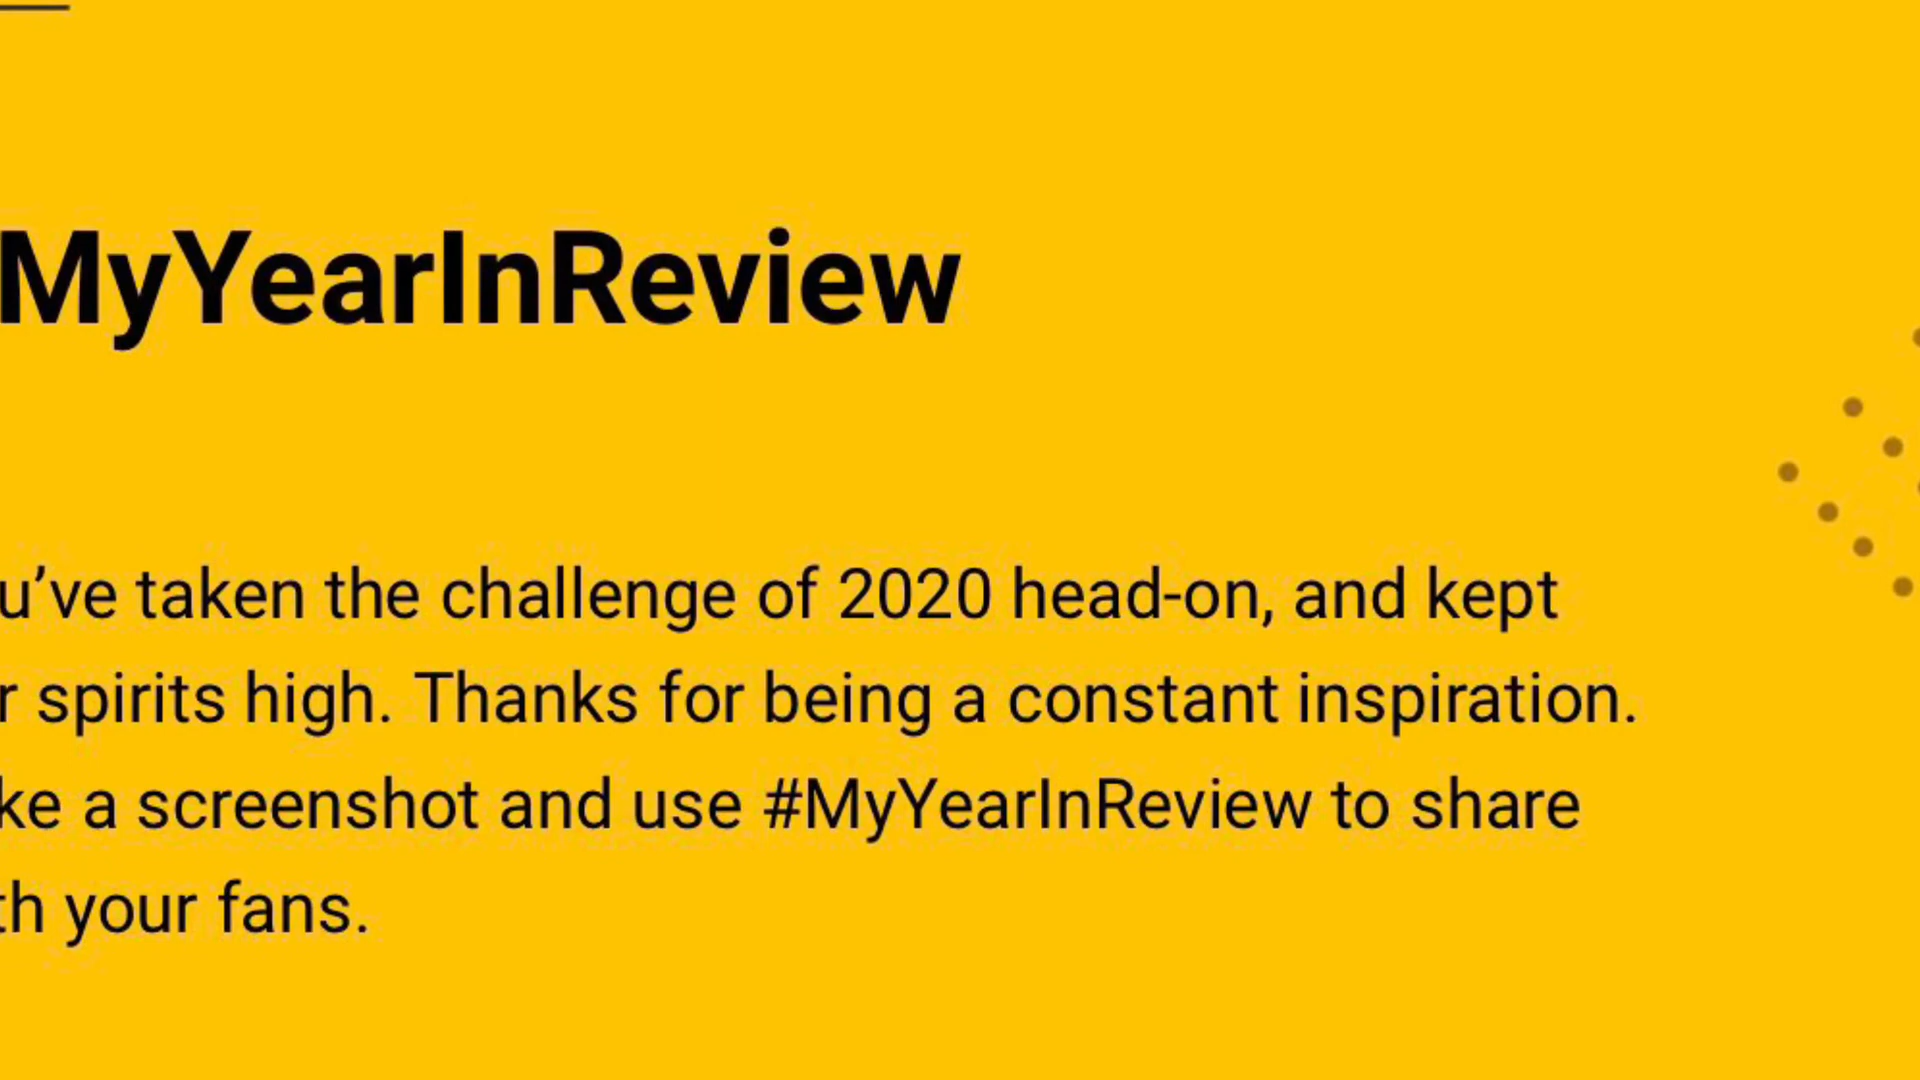 MyYearInReview
u’ve taken the challenge of 2020 head-on, and kept
r spirits high. Thanks for being a constant inspiration.
ke a screenshot and use #MyYearInReview to share
th your fans.